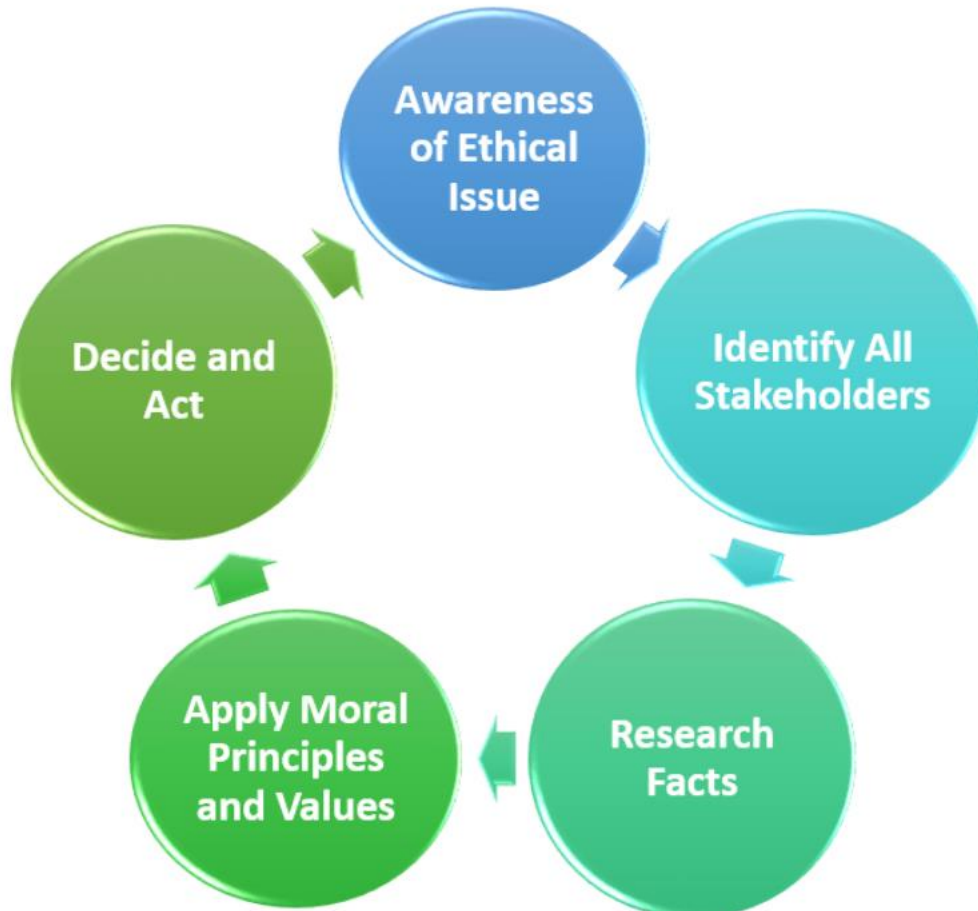 Awareness
of Ethical
Issue
Identify All
Stakeholders
Research
Facts
Apply Moral
Principles
and Values
Decide and
Act